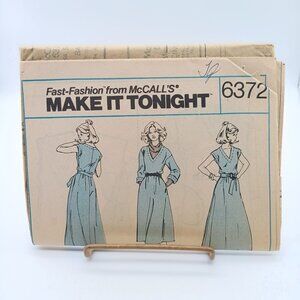 Fast-Fashion from McCALL'S®
MAKE IT TONIGHT
6372